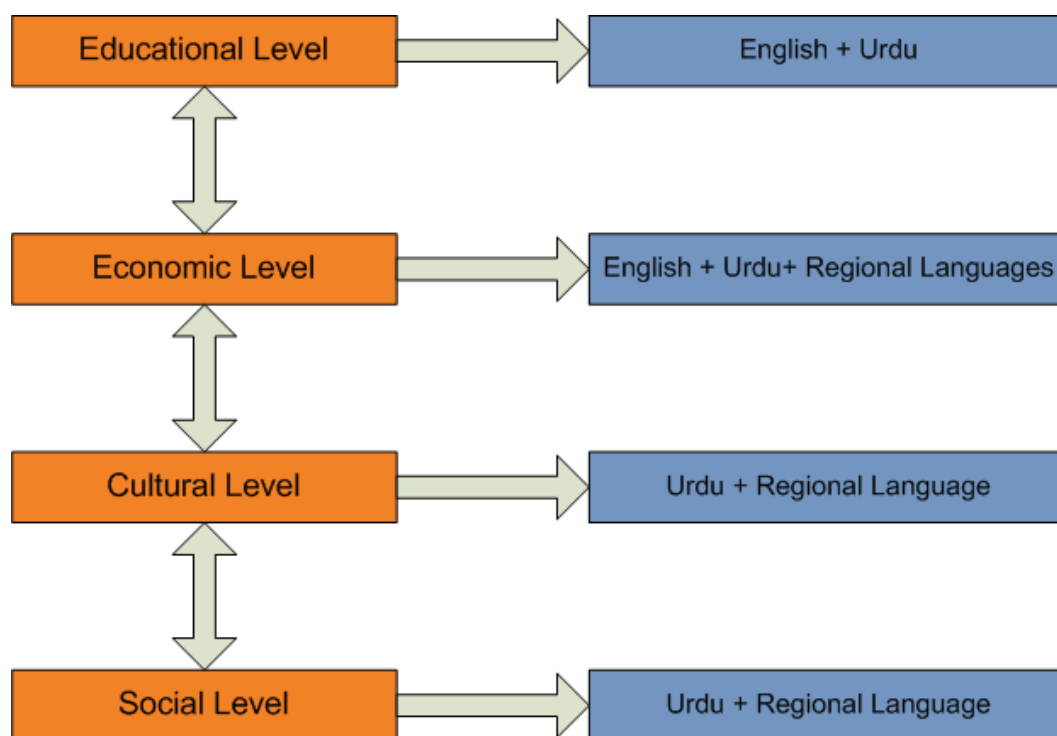 Educational Level
English + Urdu
Economic Level
English + Urdu+ Regional Languages
Cultural Level
Urdu + Regional Language
Social Level
Urdu + Regional Language